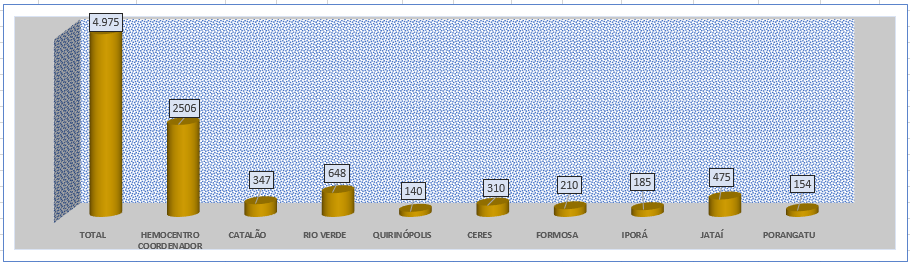 4.975
2506
347
648
140
310
210
185
475
154
TOTAL
HEMOCENTRO
COORDENADOR
CATALÃO
RIO VERDE
QUIRINÓPOLIS
CERES
FORMOSA
IPORÁ
JATAÍ
PORANGATU